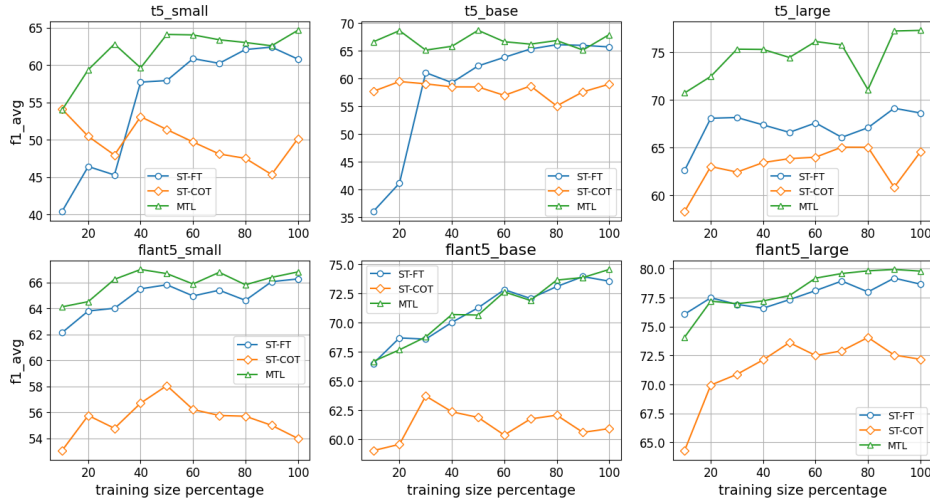 t5_small
t5_base
t5_large
f1_avg
65
60
55
50
45
40
ST-FT
ST-COT
MTL
20 40 60 80 100
70
65
60
55
50
45
40
35
ST-FT
ST-COT
MTL
20 40 60 80 100
75
70
65
60
ST-FT
ST-COT
MTL
20 40 60 80 100
flant5_small
flant5_base
flant5_large
f1_avg
66
64
62
60
58
56
54
ST-FT
ST-COT
MTL
20 40 60 80 100
training size percentage
75.0
72.5
70.0
67.5
65.0
62.5
60.0
ST-FT
ST-COT
MTL
20 40 60 80 100
training size percentage
80.0
77.5
75.0
72.5
70.0
67.5
65.0
ST-FT
ST-COT
MTL
20 40 60 80 100
training size percentage